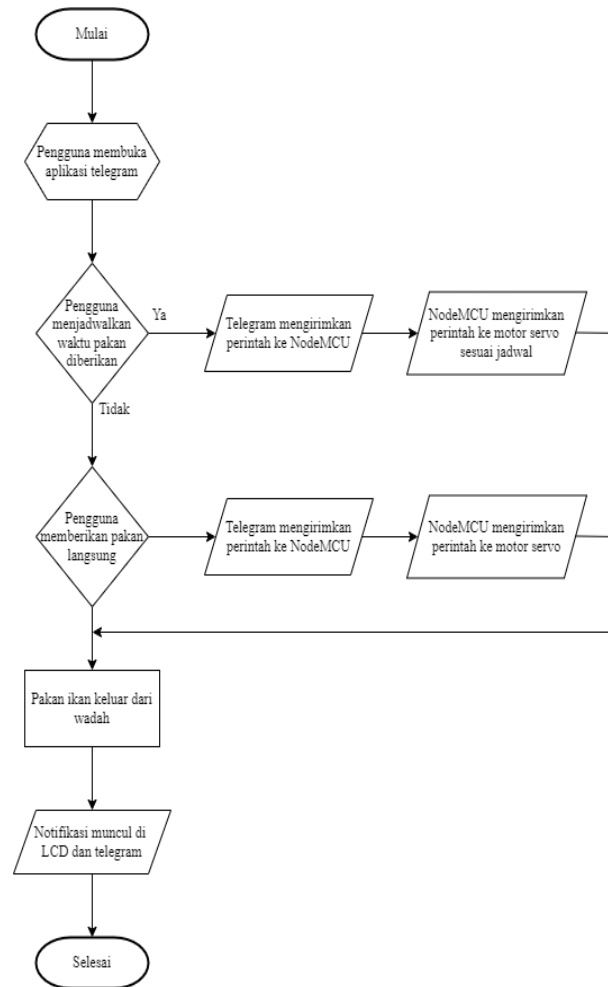 Mulai
Pengguna membuka
aplikasi telegram
Pengguna
menjadwalkan
waktu pakan
diberikan
Ya
Telegram mengirimkan
perintah ke NodeMCU
NodeMCU mengirimkan
perintah ke motor servo
sesuai jadwal
Tidak
Pengguna
memberikan pakan
langsung
Telegram mengirimkan
perintah ke NodeMCU
NodeMCU mengirimkan
perintah ke motor servo
Pakan ikan keluar dari
wadah
Notifikasi muncul di
LCD dan telegram
Selesai